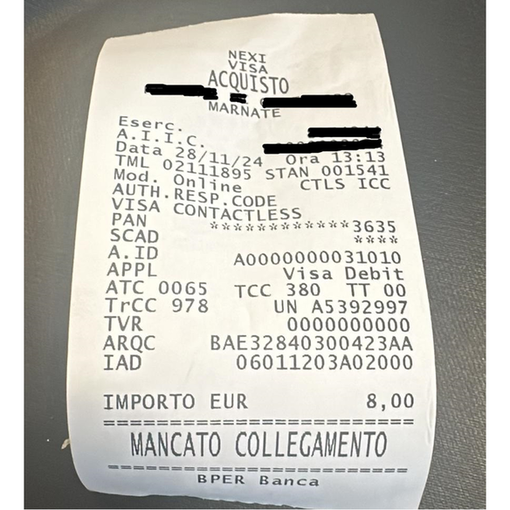 NEXI
VISA
ACQUISTO
MARNATE
Eserc.
A.I.I.C.
Data 28/11/24 Ora 13:13
TML 02111895 STAN 001541
Mod. Online CTLS ICC
AUTH.RESP.CODE
VISA CONTACTLESS
PAN ************3635
SCAD ****
A.ID A0000000031010
APPL Visa Debit
ATC 0065 TCC 380 TT 00
TrCC 978 UN A5392997
TVR 0000000000
ARQC BAE32840300423AA
IAD 06011203A02000
IMPORTO EUR 8,00
========================
MANCATO COLLEGAMENTO
========================
BPER Banca